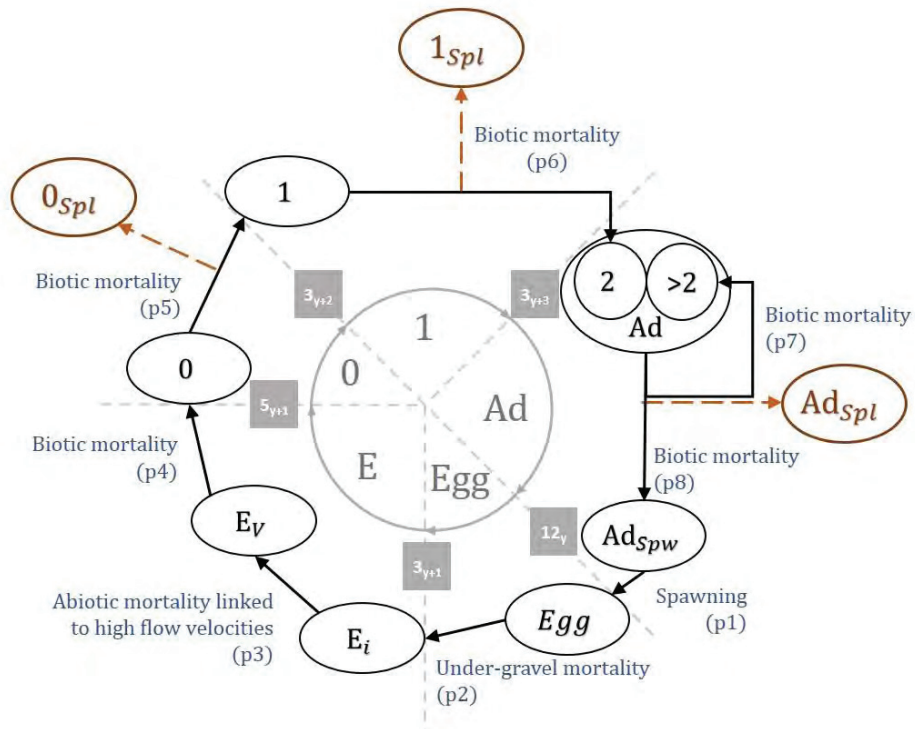 1Spl
Biotic mortality
(p6)
0Spl
1
Biotic mortality
(p5)
3y+2
3y+3
2
>2
Ad
Biotic mortality
(p7)
1
0
0
Ad
5y+1
AdSpl
Biotic mortality
(p4)
E
Egg
Biotic mortality
(p8)
EV
12y
AdSpw
3y+1
Abiotic mortality linked
to high flow velocities
(p3)
Ei
Egg
Spawning
(p1)
Under-gravel mortality
(p2)